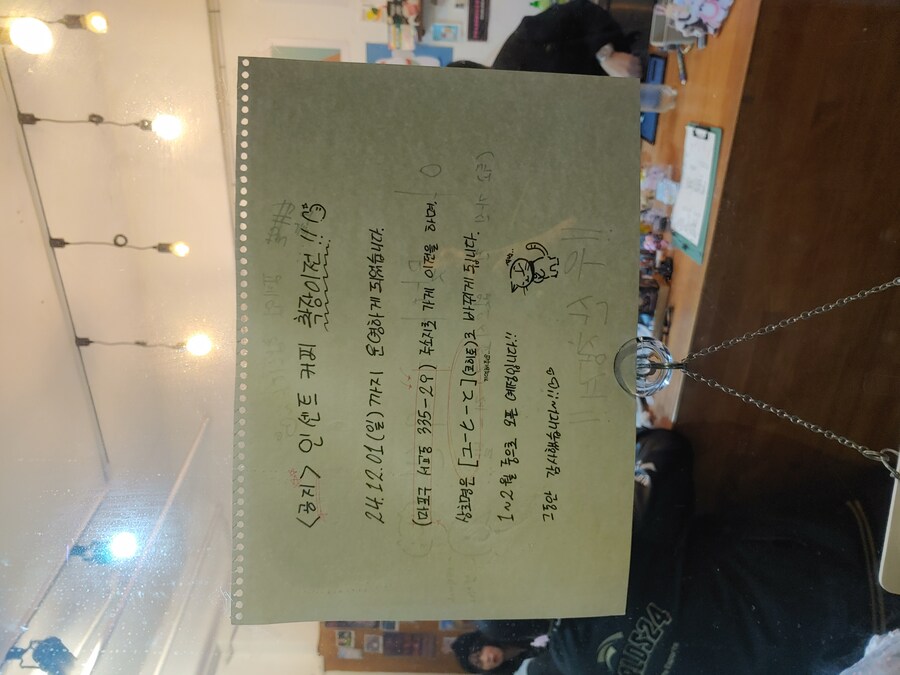 <공지> 인센트 커피 확장이전!!
24.12.01(일)까지 운영하게 되었습니다.
(마포구 서교동 335-29) 주소지로 가게 이전을 하며,
상호명은 로 바뀌게 됩니다.
1~2월 중으로 오픈 예정입니다!!
그동안 감사했습니다~!!
PLUS24